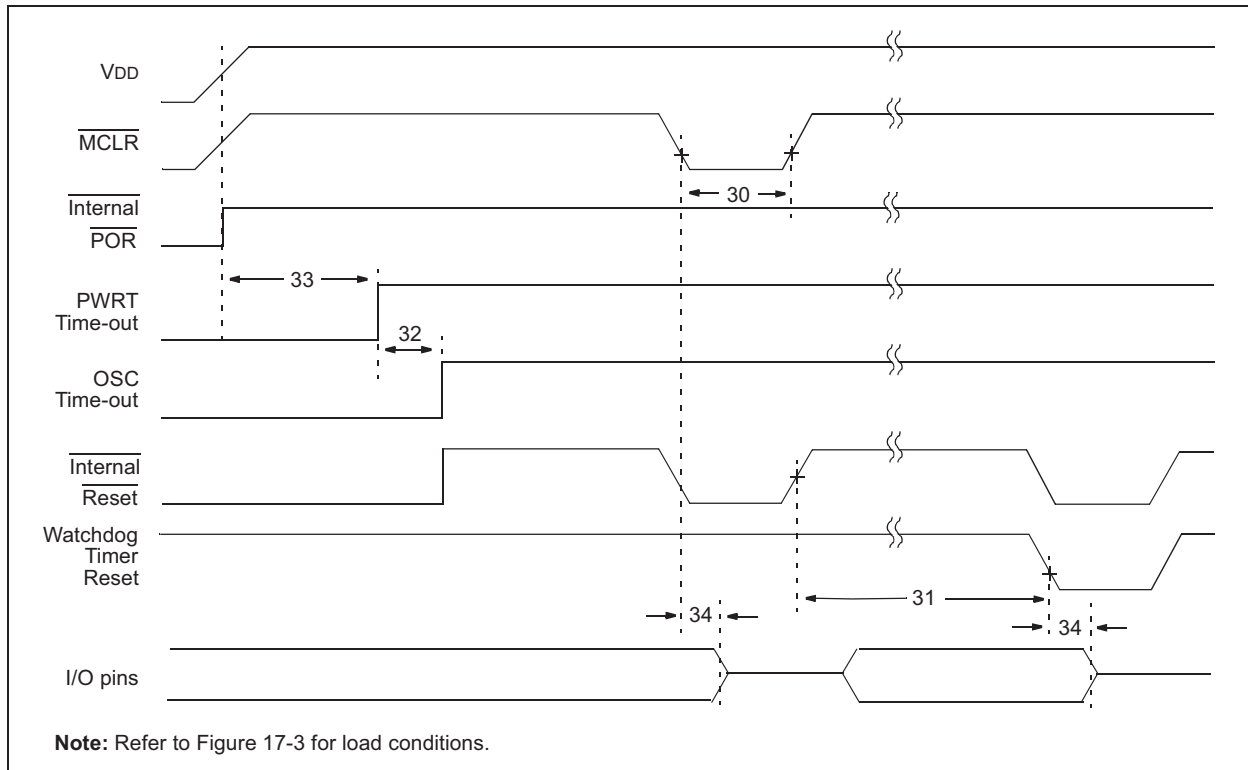 VDD
MCLR
30
Internal
POR
33
PWRT
Time-out
32
OSC
Time-out
Internal
Reset
Watchdog
Timer
Reset
31
34
34
I/O pins
Note: Refer to Figure 17-3 for load conditions.